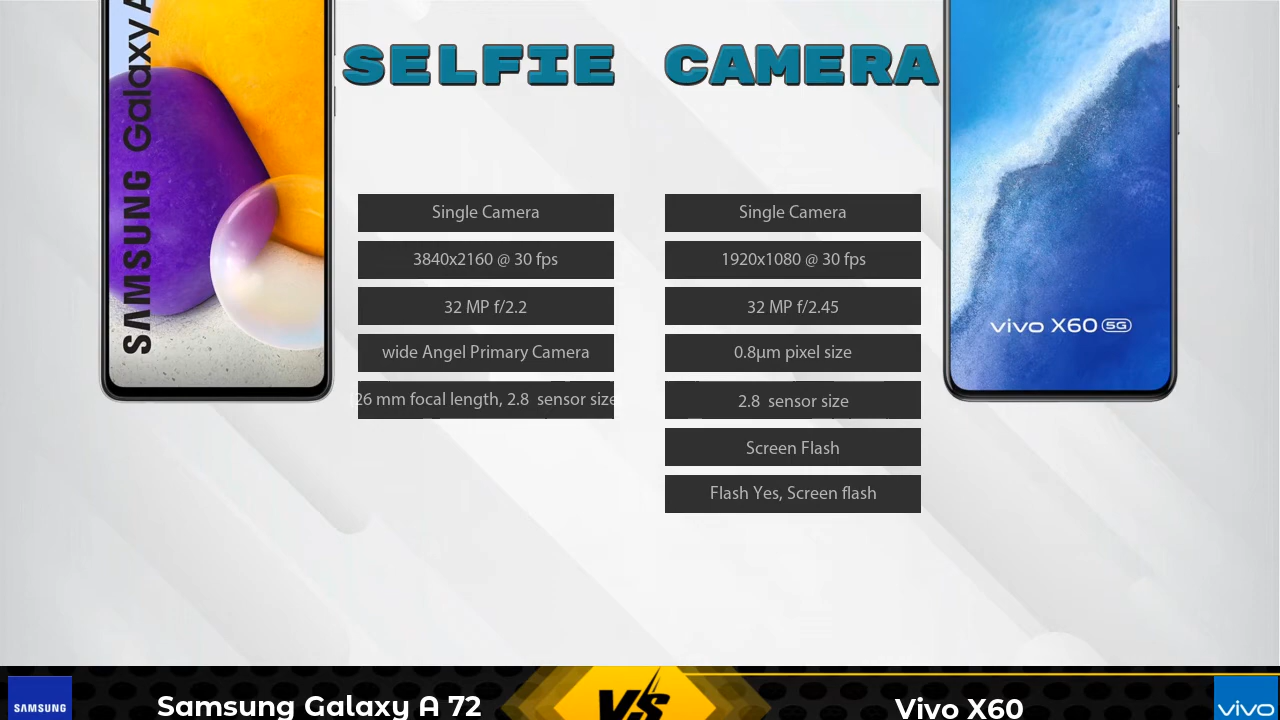 SELFIE CAMERA
SAMSUNG Galaxy A
Single Camera
3840x2160 @ 30 fps
32 MP f/2.2
wide Angel Primary Camera
26 mm focal length, 2.8 sensor size
Single Camera
1920x1080 @ 30 fps
32 MP f/2.45
0.8µm pixel size
2.8 sensor size
Screen Flash
Flash Yes, Screen flash
vivo X60 5G
SAMSUNG
Samsung Galaxy A 72
VS
Vivo X60
vivo